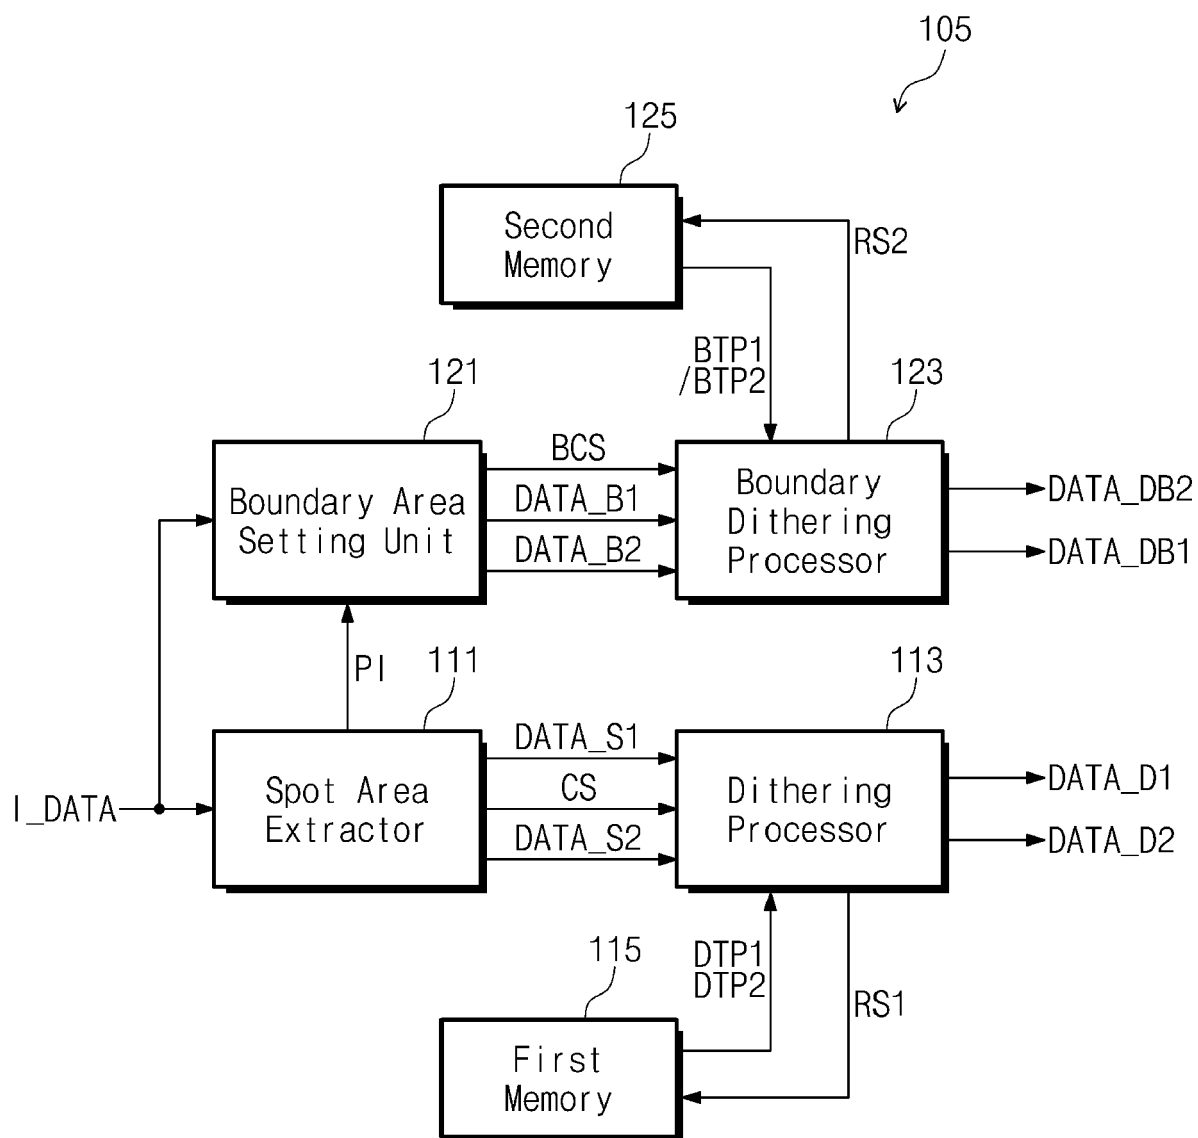 105
125
Second
Memory
RS2
BTP1
/BTP2
121
123
Boundary Area
Setting Unit
BCS
DATA_B1
DATA_B2
Boundary
Dithering
Processor
DATA_DB2
DATA_DB1
PI
111
113
I_DATA
Spot Area
Extractor
DATA_S1
CS
DATA_S2
Dithering
Processor
DATA_D1
DATA_D2
115
DTP1
DTP2
RS1
First
Memory